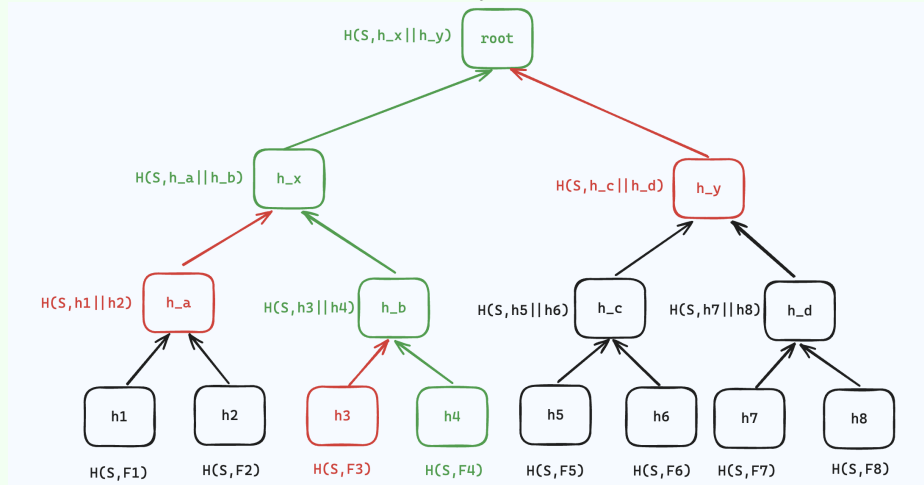 H(S,h_x||h_y)
root
H(S,h_a||h_b)
h_x
H(S,h_c||h_d)
h_y
H(S,h1||h2)
h_a
H(S,h3||h4)
h_b
H(S,h5||h6)
h_c
H(S,h7||h8)
h_d
h1
h2
h3
h4
h5
h6
h7
h8
H(S,F1)
H(S,F2)
H(S,F3)
H(S,F4)
H(S,F5)
H(S,F6)
H(S,F7)
H(S,F8)